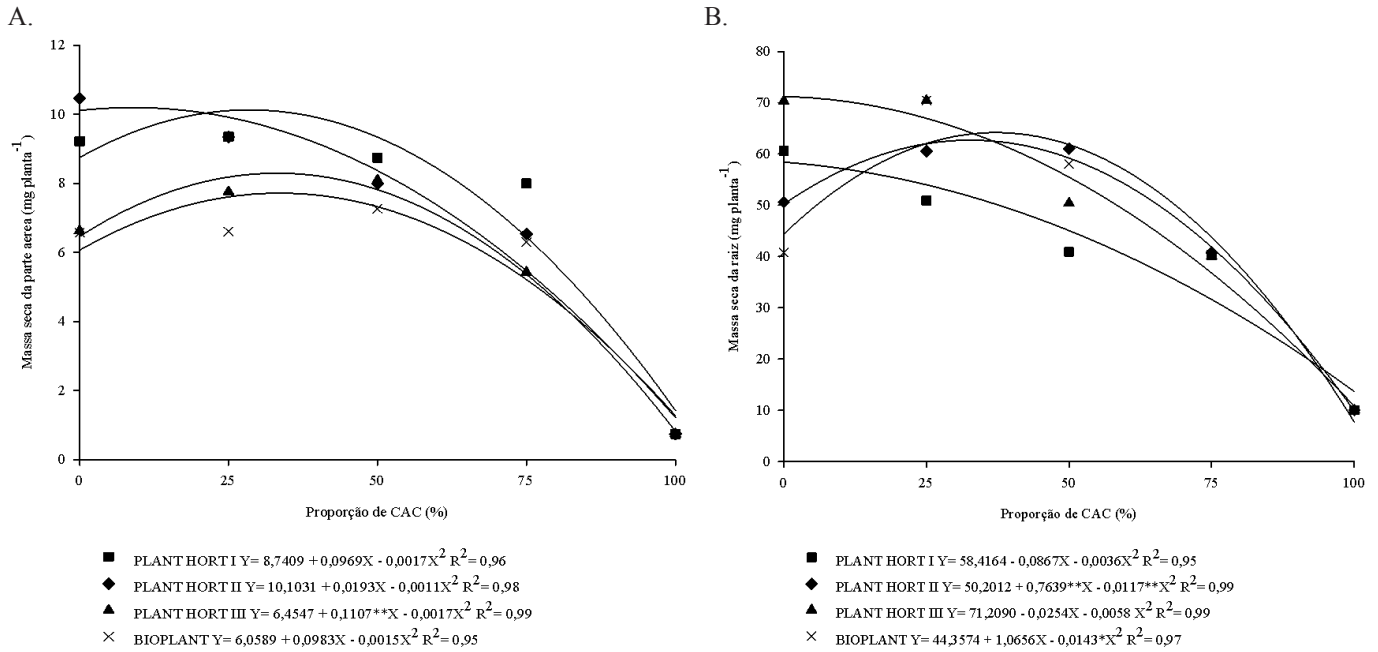 A.
12
10
8
6
4
2
0
Massa seca da parte aerea (mg planta⁻¹)
0 25 50 75 100
Proporção de CAC (%)
PLANT HORT I Y= 8,7409 + 0,0969X - 0,0017X² R²= 0,96
PLANT HORT II Y= 10,1031 + 0,0193X - 0,0011X² R²= 0,98
PLANT HORT III Y= 6,4547 + 0,1107**X - 0,0017X² R²= 0,99
BIOPLANT Y= 6,0589 + 0,0983X - 0,0015X² R²= 0,95
B.
80
70
60
50
40
30
20
10
0
Massa seca da raiz (mg planta⁻¹)
0 25 50 75 100
Proporção de CAC (%)
PLANT HORT I Y= 58,4164 - 0,0867X - 0,0036X² R²= 0,95
PLANT HORT II Y= 50,2012 + 0,7639**X - 0,0117**X² R²= 0,99
PLANT HORT III Y= 71,2090 - 0,0254X - 0,0058 X² R²= 0,99
BIOPLANT Y= 44,3574 + 1,0656X - 0,0143*X² R²= 0,97